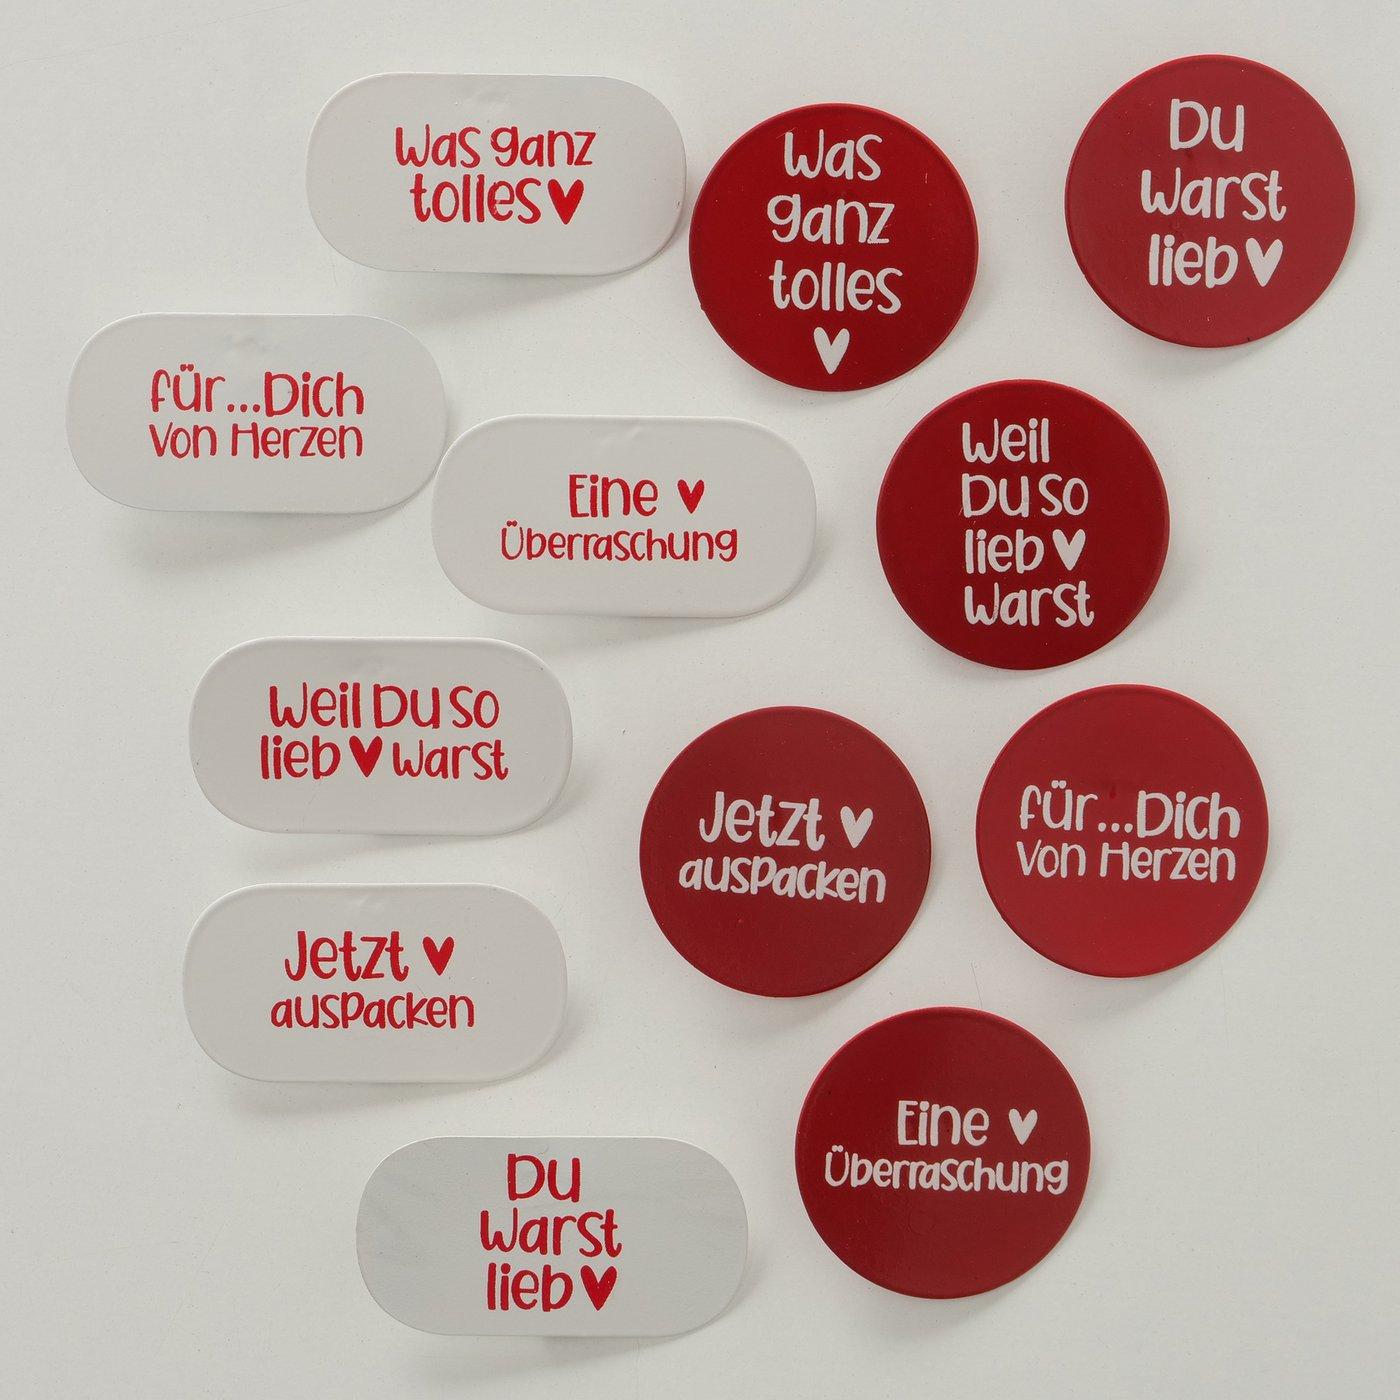 Was ganz
tolles♥
Was
ganz
tolles
♥
Du
warst
lieb♥
für...Dich
von Herzen
Eine ♥
Überraschung
Weil
Du so
lieb♥
warst
Weil Du so
lieb♥warst
Jetzt ♥
auspacken
für...Dich
von Herzen
Jetzt ♥
auspacken
Eine ♥
Überraschung
Du
warst
lieb♥